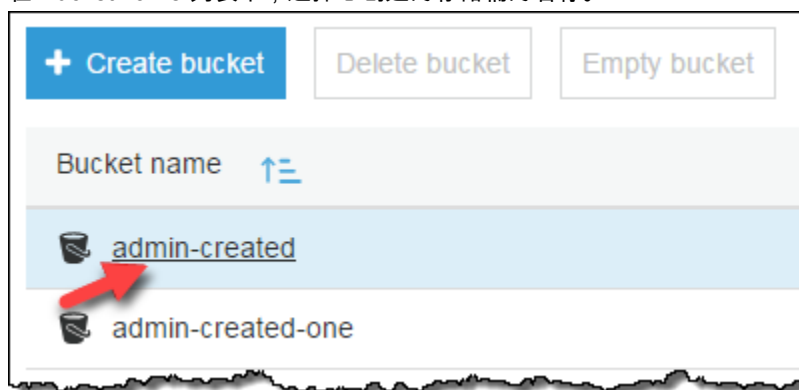 + Create bucket Delete bucket Empty bucket
Bucket name
admin-created
admin-created-one